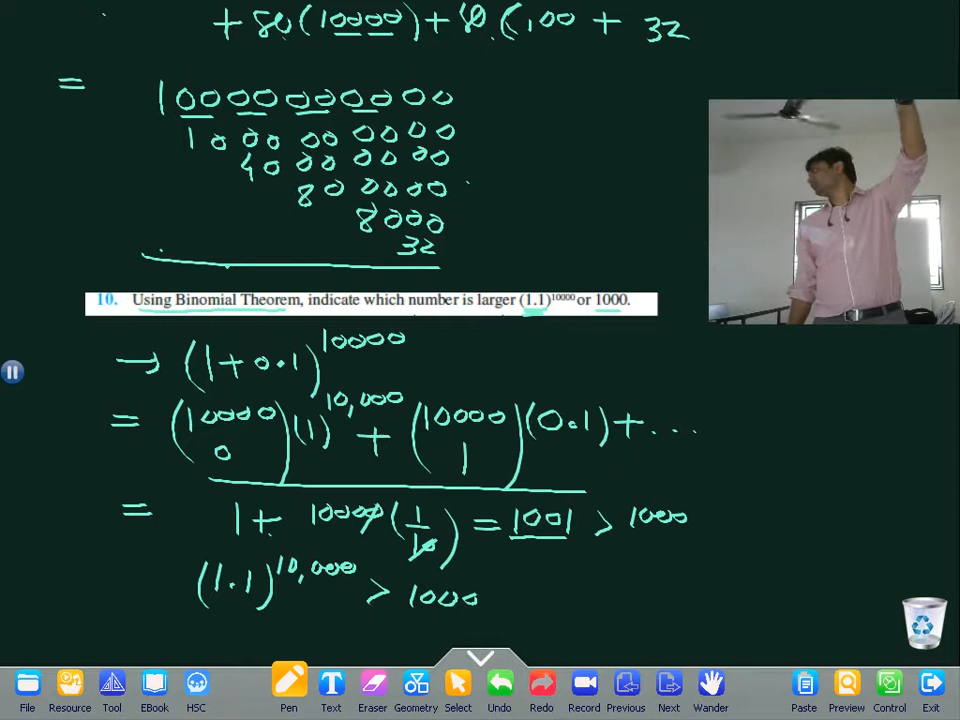 + 80(10000) + 40(100 + 32
=
10000000000
1000000000
40000000
800000
8000
32
10. Using Binomial Theorem, indicate which number is larger (1.1)¹⁰⁰⁰⁰ or 1000.
→ (1+0.1)¹⁰⁰⁰⁰
= (10000 0)(1)¹⁰,⁰⁰⁰ + (10000 1)(0.1) + ...
= 1 + 10000(1/10) = 1001 > 1000
(1.1)¹⁰,⁰⁰⁰ > 1000
File Resource Tool EBook HSC Pen Text Eraser Geometry Select Undo Redo Record Previous Next Wander Paste Preview Control Exit